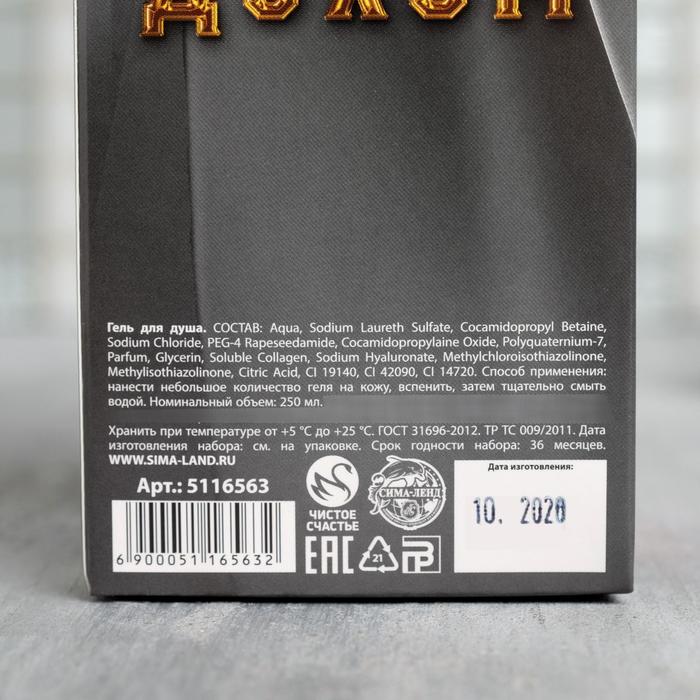 Гель для душа. СОСТАВ: Aqua, Sodium Laureth Sulfate, Cocamidopropyl Betaine,
Sodium Chloride, PEG-4 Rapeseedamide, Cocamidopropylaine Oxide, Polyquaternium-7,
Parfum, Glycerin, Soluble Collagen, Sodium Hyaluronate, Methylchloroisothiazolinone,
Methylisothiazolinone, Citric Acid, CI 19140, CI 42090, CI 14720. Способ применения:
нанести небольшое количество геля на кожу, вспенить, затем тщательно смыть
водой. Номинальный объем: 250 мл.
Хранить при температуре от +5 °С до +25 °С. ГОСТ 31696-2012. ТР ТС 009/2011. Дата
изготовления набора: см. на упаковке. Срок годности набора: 36 месяцев.
WWW.SIMA-LAND.RU
Арт.: 5116563
6 900051 165632
ЧИСТОЕ
СЧАСТЬЕ
СИМА-ЛЕНД
ЕАС
21
Дата изготовления:
10. 2020